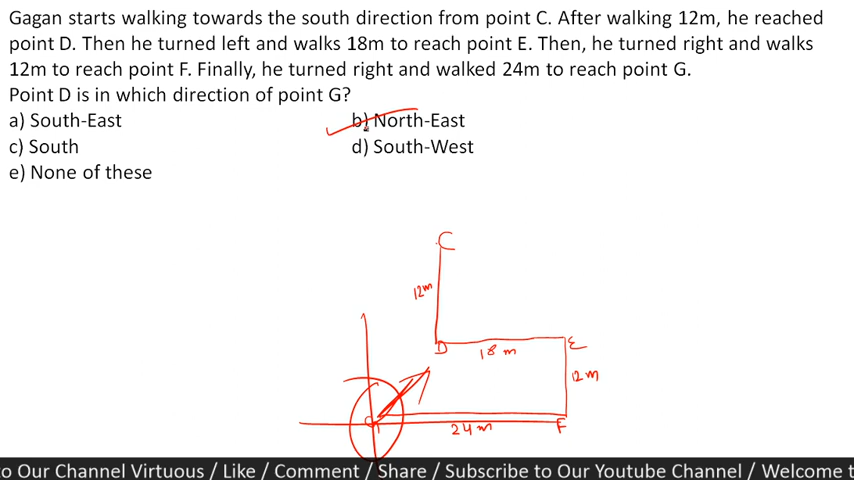 Gagan starts walking towards the south direction from point C. After walking 12m, he reached
point D. Then he turned left and walks 18m to reach point E. Then, he turned right and walks
12m to reach point F. Finally, he turned right and walked 24m to reach point G.
Point D is in which direction of point G?
a) South-East
b) North-East
c) South
d) South-West
e) None of these
C
12m
D
18 m
E
12 m
G
24 m
F
o Our Channel Virtuous / Like / Comment / Share / Subscribe to Our Youtube Channel / Welcome t